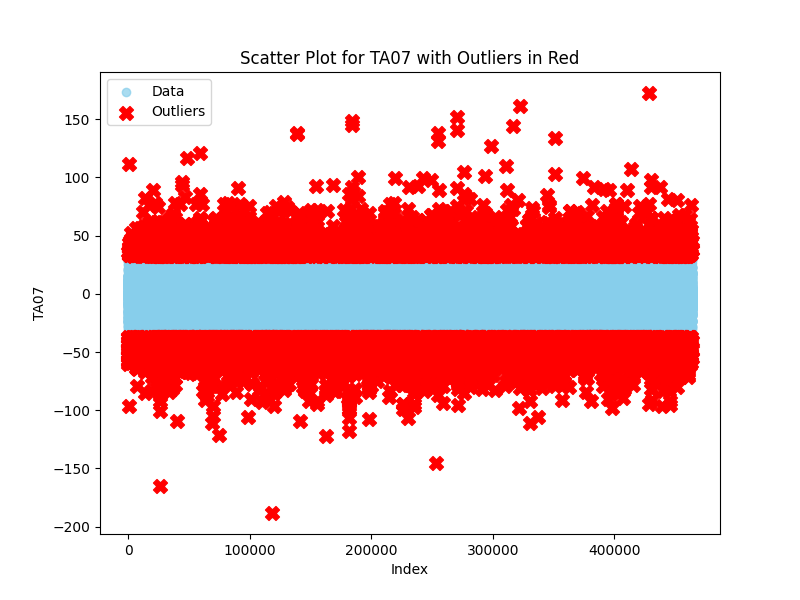 Scatter Plot for TA07 with Outliers in Red
Data
Outliers
150
100
50
0
−50
−100
−150
−200
TA07
0 100000 200000 300000 400000
Index